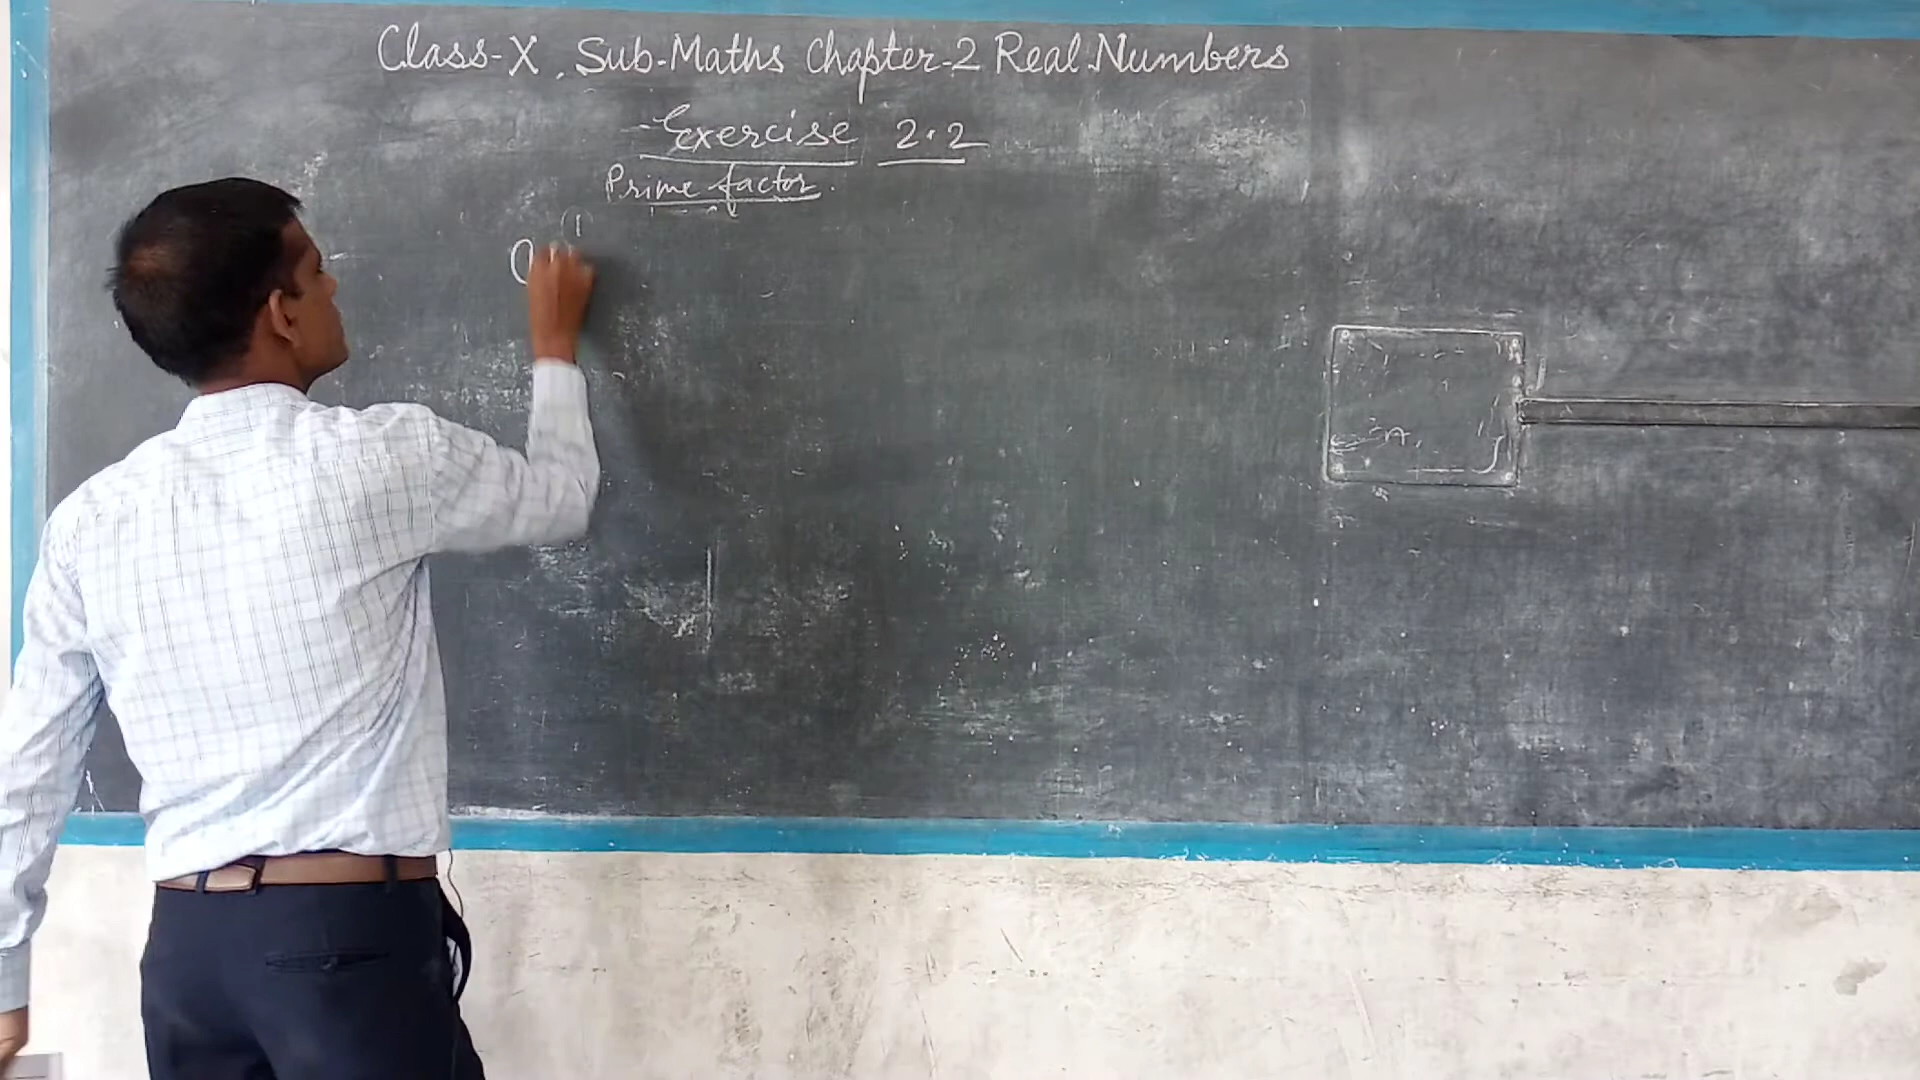 Class-X, Sub-Maths Chapter-2 Real Numbers
Exercise 2.2
Prime factor.